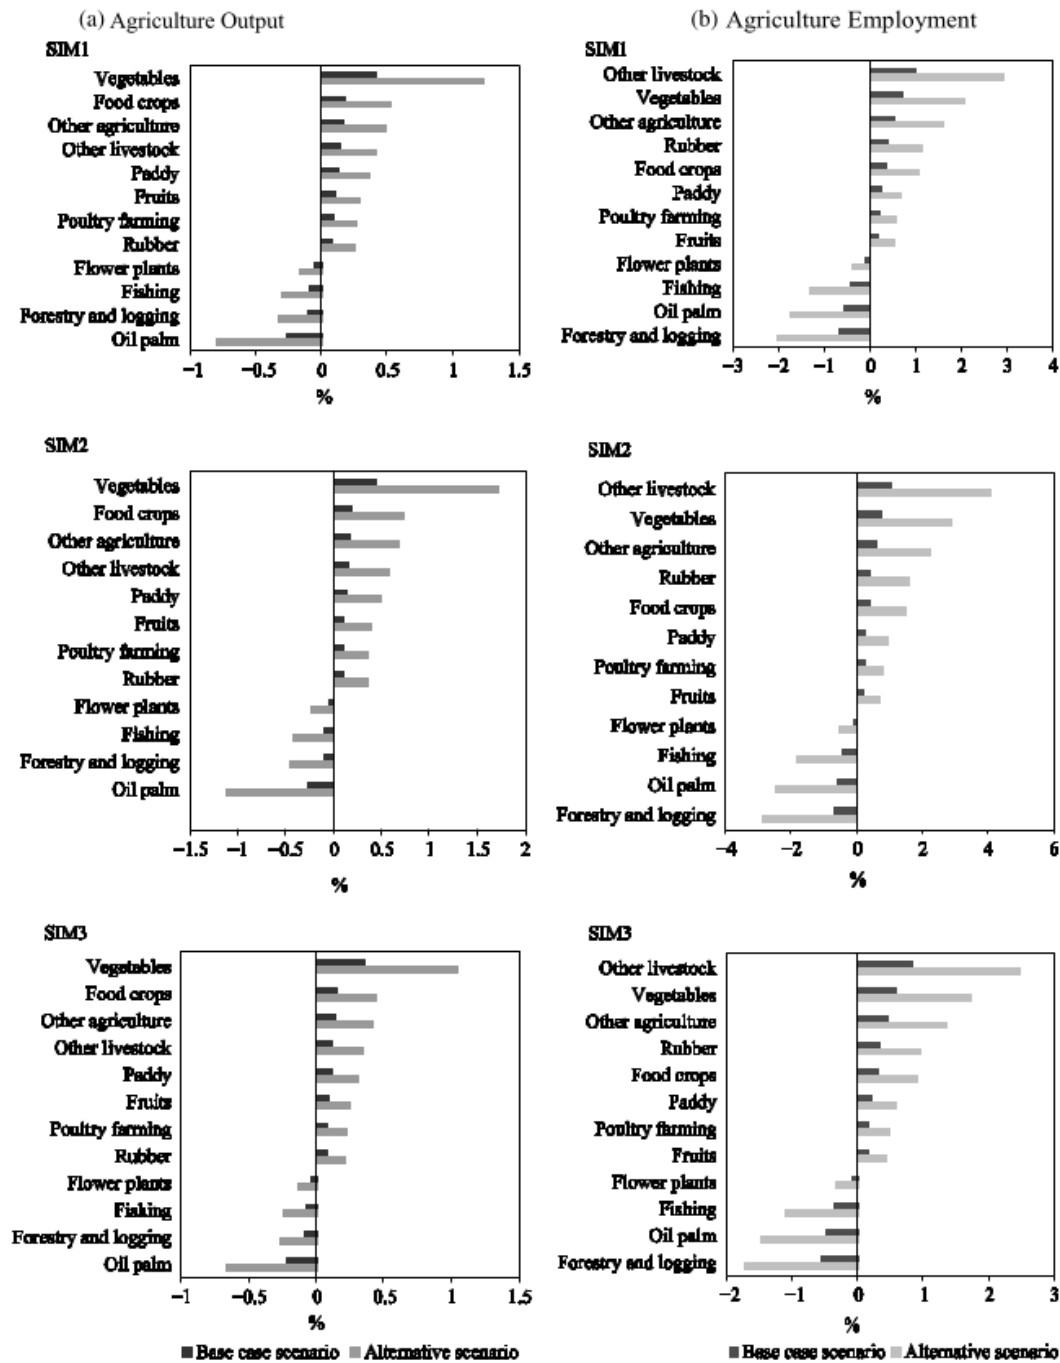 (a) Agriculture Output
SIM1
Vegetables
Food crops
Other agriculture
Other livestock
Paddy
Fruits
Poultry farming
Rubber
Flower plants
Fishing
Forestry and logging
Oil palm
−1 −0.5 0 0.5 1 1.5
%
SIM2
Vegetables
Food crops
Other agriculture
Other livestock
Paddy
Fruits
Poultry farming
Rubber
Flower plants
Fishing
Forestry and logging
Oil palm
−1.5 −1 −0.5 0 0.5 1 1.5 2
%
SIM3
Vegetables
Food crops
Other agriculture
Other livestock
Paddy
Fruits
Poultry farming
Rubber
Flower plants
Fishing
Forestry and logging
Oil palm
−1 −0.5 0 0.5 1 1.5
%
Base case scenario Alternative scenario
(b) Agriculture Employment
SIM1
Other livestock
Vegetables
Other agriculture
Rubber
Food crops
Paddy
Poultry farming
Fruits
Flower plants
Fishing
Oil palm
Forestry and logging
−3 −2 −1 0 1 2 3 4
%
SIM2
Other livestock
Vegetables
Other agriculture
Rubber
Food crops
Paddy
Poultry farming
Fruits
Flower plants
Fishing
Oil palm
Forestry and logging
−4 −2 0 2 4 6
%
SIM3
Other livestock
Vegetables
Other agriculture
Rubber
Food crops
Paddy
Poultry farming
Fruits
Flower plants
Fishing
Oil palm
Forestry and logging
−2 −1 0 1 2 3
%
Base case scenario Alternative scenario